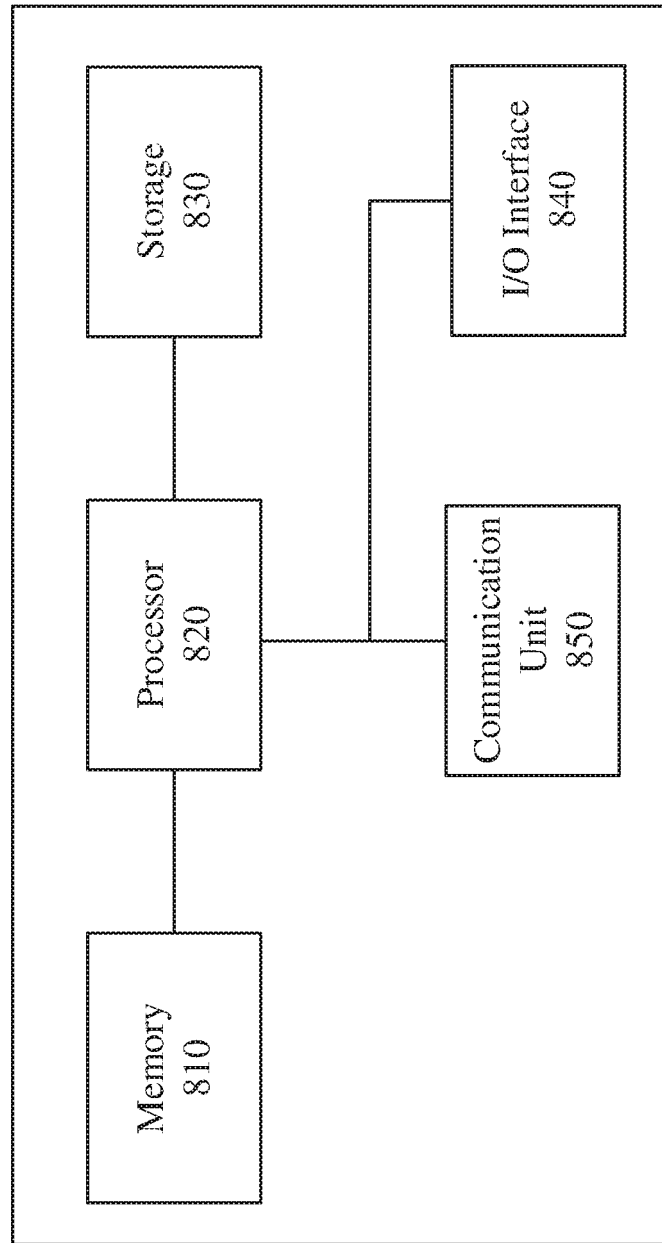 Memory
810
Processor
820
Storage
830
Communication
Unit
850
I/O Interface
840